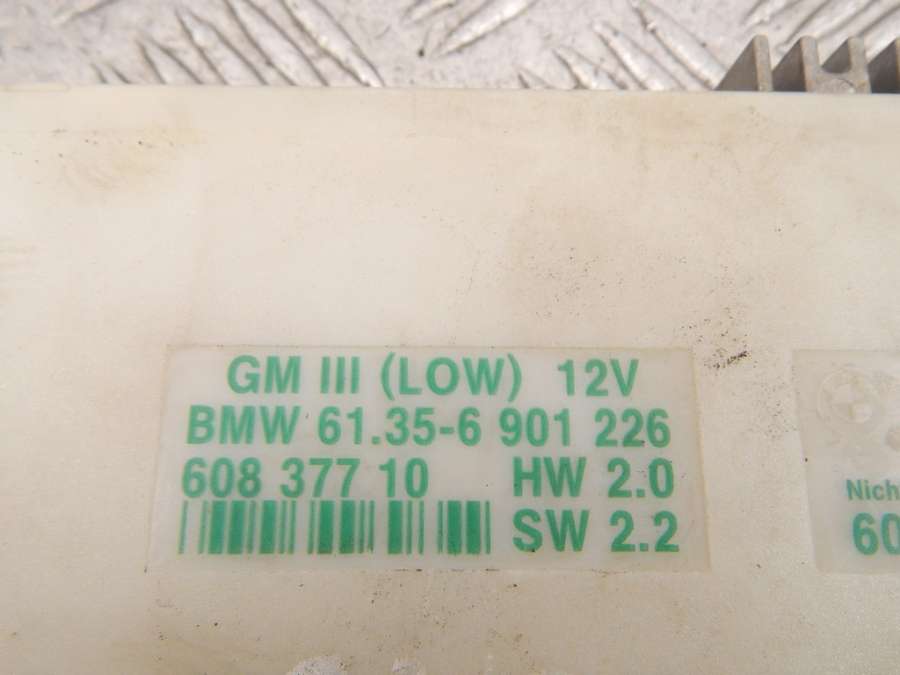 GM III (LOW) 12V
BMW 61.35-6 901 226
608 377 10 HW 2.0
SW 2.2
Nich
60